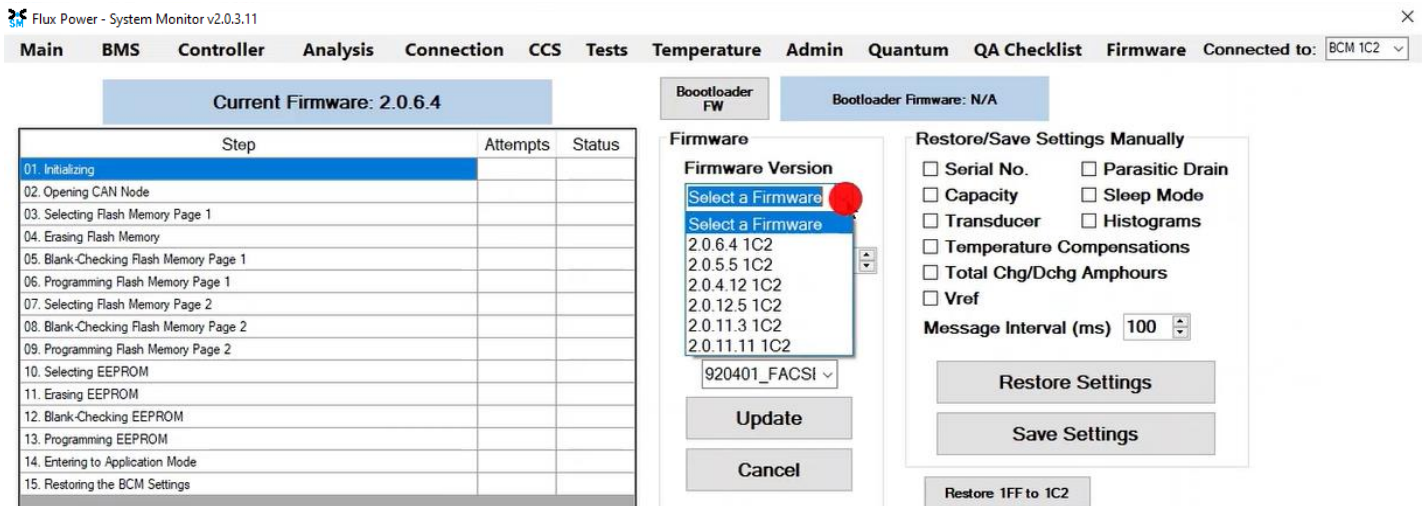 SM Flux Power - System Monitor v2.0.3.11
Main BMS Controller Analysis Connection CCS Tests Temperature Admin Quantum QA Checklist Firmware Connected to: BCM 1C2
Current Firmware: 2.0.6.4
Step Attempts Status
01. Initializing
02. Opening CAN Node
03. Selecting Flash Memory Page 1
04. Erasing Flash Memory
05. Blank-Checking Flash Memory Page 1
06. Programming Flash Memory Page 1
07. Selecting Flash Memory Page 2
08. Blank-Checking Flash Memory Page 2
09. Programming Flash Memory Page 2
10. Selecting EEPROM
11. Erasing EEPROM
12. Blank-Checking EEPROM
13. Programming EEPROM
14. Entering to Application Mode
15. Restoring the BCM Settings
Boootloader
FW
Bootloader Firmware: N/A
Firmware
Firmware Version
Select a Firmware
Select a Firmware
2.0.6.4 1C2
2.0.5.5 1C2
2.0.4.12 1C2
2.0.12.5 1C2
2.0.11.3 1C2
2.0.11.11 1C2
920401_FACSI
Update
Cancel
Restore/Save Settings Manually
Serial No. Parasitic Drain
Capacity Sleep Mode
Transducer Histograms
Temperature Compensations
Total Chg/Dchg Amphours
Vref
Message Interval (ms) 100
Restore Settings
Save Settings
Restore 1FF to 1C2